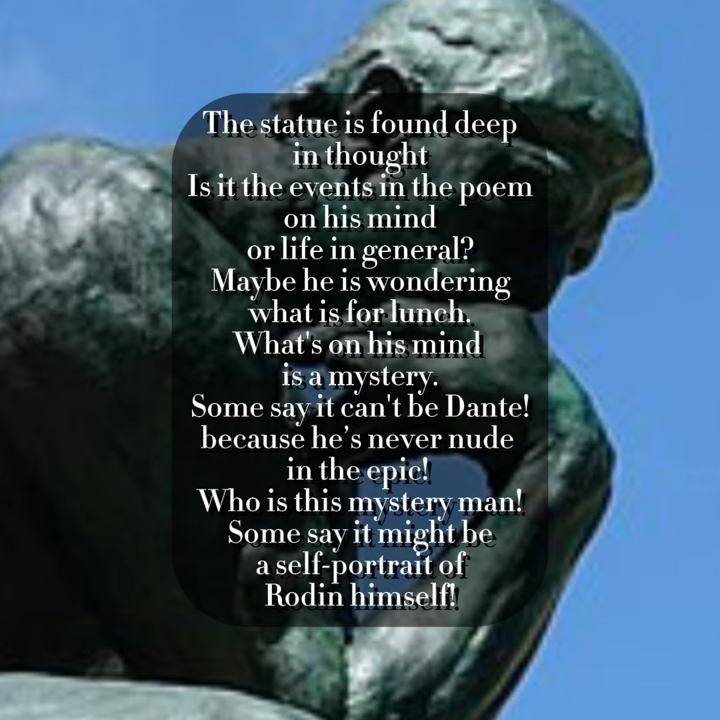 The statue is found deep
in thought
Is it the events in the poem
on his mind
or life in general?
Maybe he is wondering
what is for lunch.
What's on his mind
is a mystery.
Some say it can't be Dante!
because he’s never nude
in the epic!
Who is this mystery man!
Some say it might be
a self-portrait of
Rodin himself!